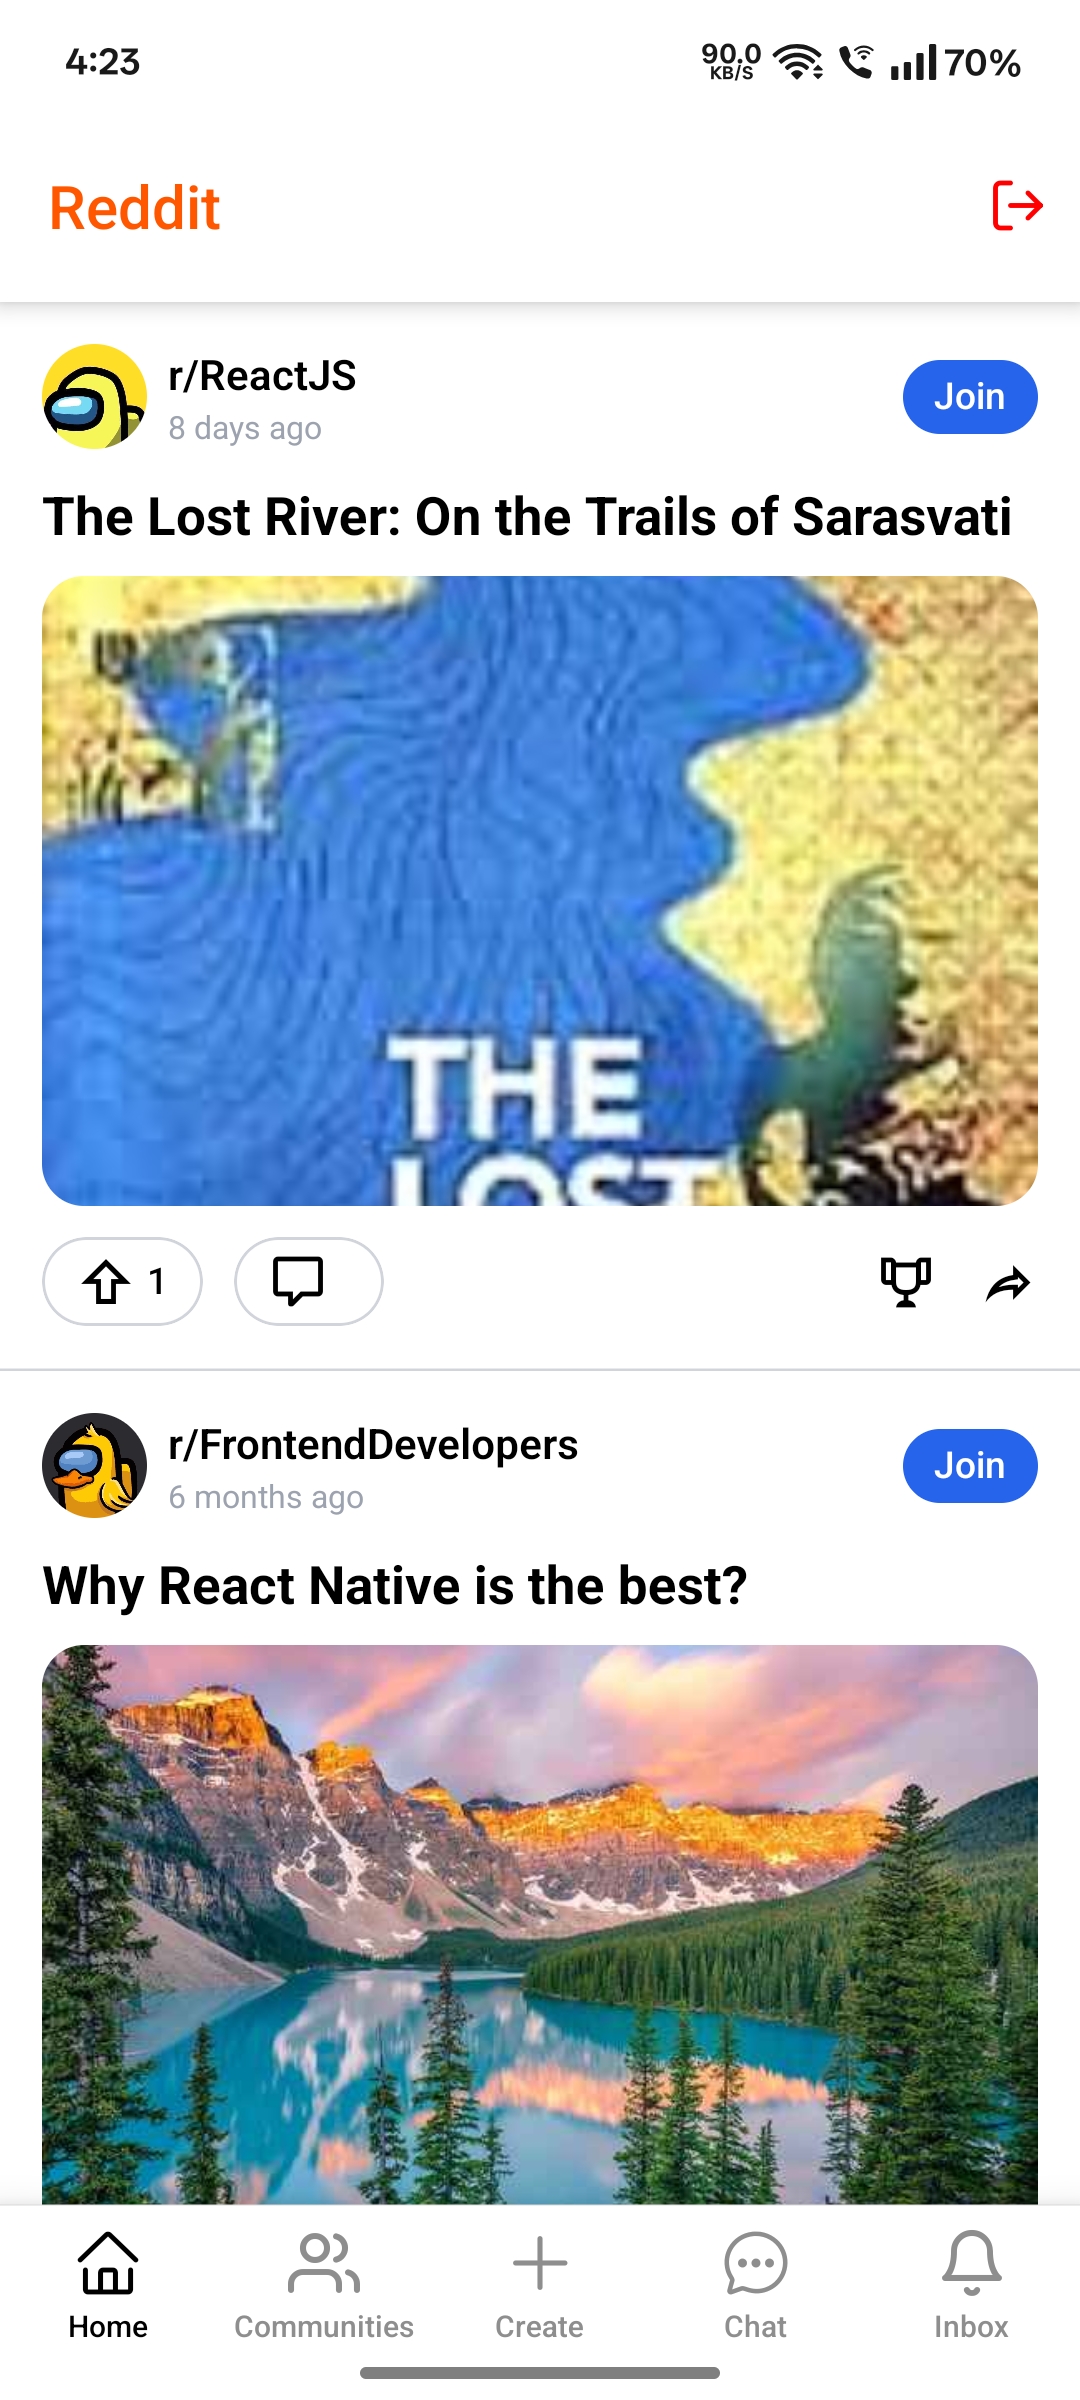 4:23
90.0
KB/S
70%
Reddit
r/ReactJS
8 days ago
Join
The Lost River: On the Trails of Sarasvati
THE
LOST
1
r/FrontendDevelopers
6 months ago
Join
Why React Native is the best?
Home
Communities
Create
Chat
Inbox